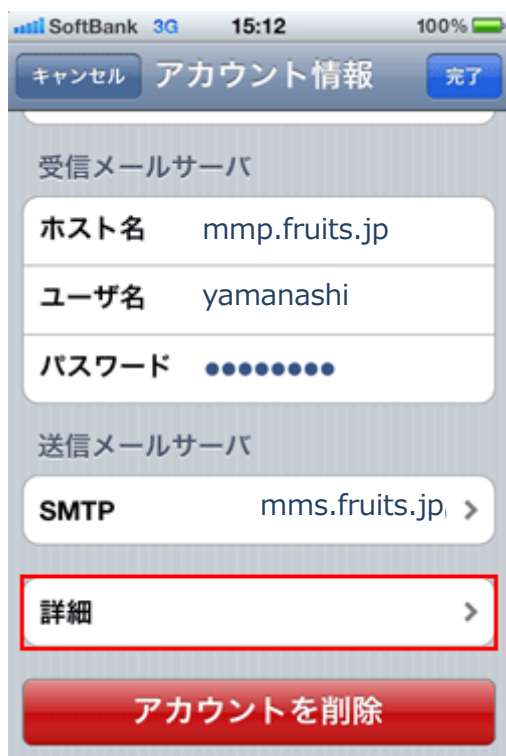 SoftBank 3G 15:12 100%
キャンセル アカウント情報 完了
受信メールサーバ
ホスト名 mmp.fruits.jp
ユーザ名 yamanashi
パスワード ●●●●●●●●
送信メールサーバ
SMTP mms.fruits.jp
詳細
アカウントを削除